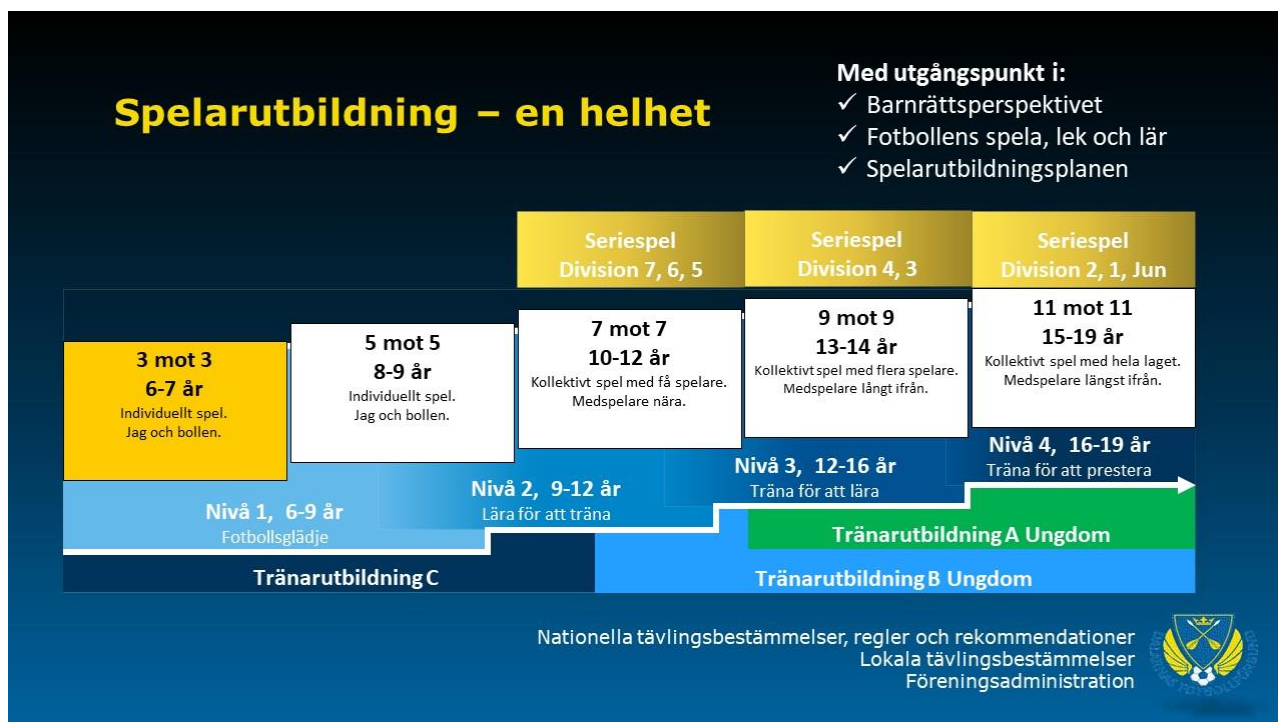 Spelarutbildning – en helhet
Med utgångspunkt i:
✓ Barnrättsperspektivet
✓ Fotbollens spela, lek och lär
✓ Spelarutbildningsplanen
Seriespel
Division 7, 6, 5
Seriespel
Division 4, 3
Seriespel
Division 2, 1, Jun
3 mot 3
6-7 år
Individuellt spel.
Jag och bollen.
5 mot 5
8-9 år
Individuellt spel.
Jag och bollen.
7 mot 7
10-12 år
Kollektivt spel med få spelare.
Medspelare nära.
9 mot 9
13-14 år
Kollektivt spel med flera spelare.
Medspelare långt ifrån.
11 mot 11
15-19 år
Kollektivt spel med hela laget.
Medspelare längst ifrån.
Nivå 1, 6-9 år
Fotbollsglädje
Nivå 2, 9-12 år
Lära för att träna
Nivå 3, 12-16 år
Träna för att lära
Nivå 4, 16-19 år
Träna för att prestera
Tränarutbildning A Ungdom
Tränarutbildning C
Tränarutbildning B Ungdom
Nationella tävlingsbestämmelser, regler och rekommendationer
Lokala tävlingsbestämmelser
Föreningsadministration
DALARNAS FOTBOLLFÖRBUND